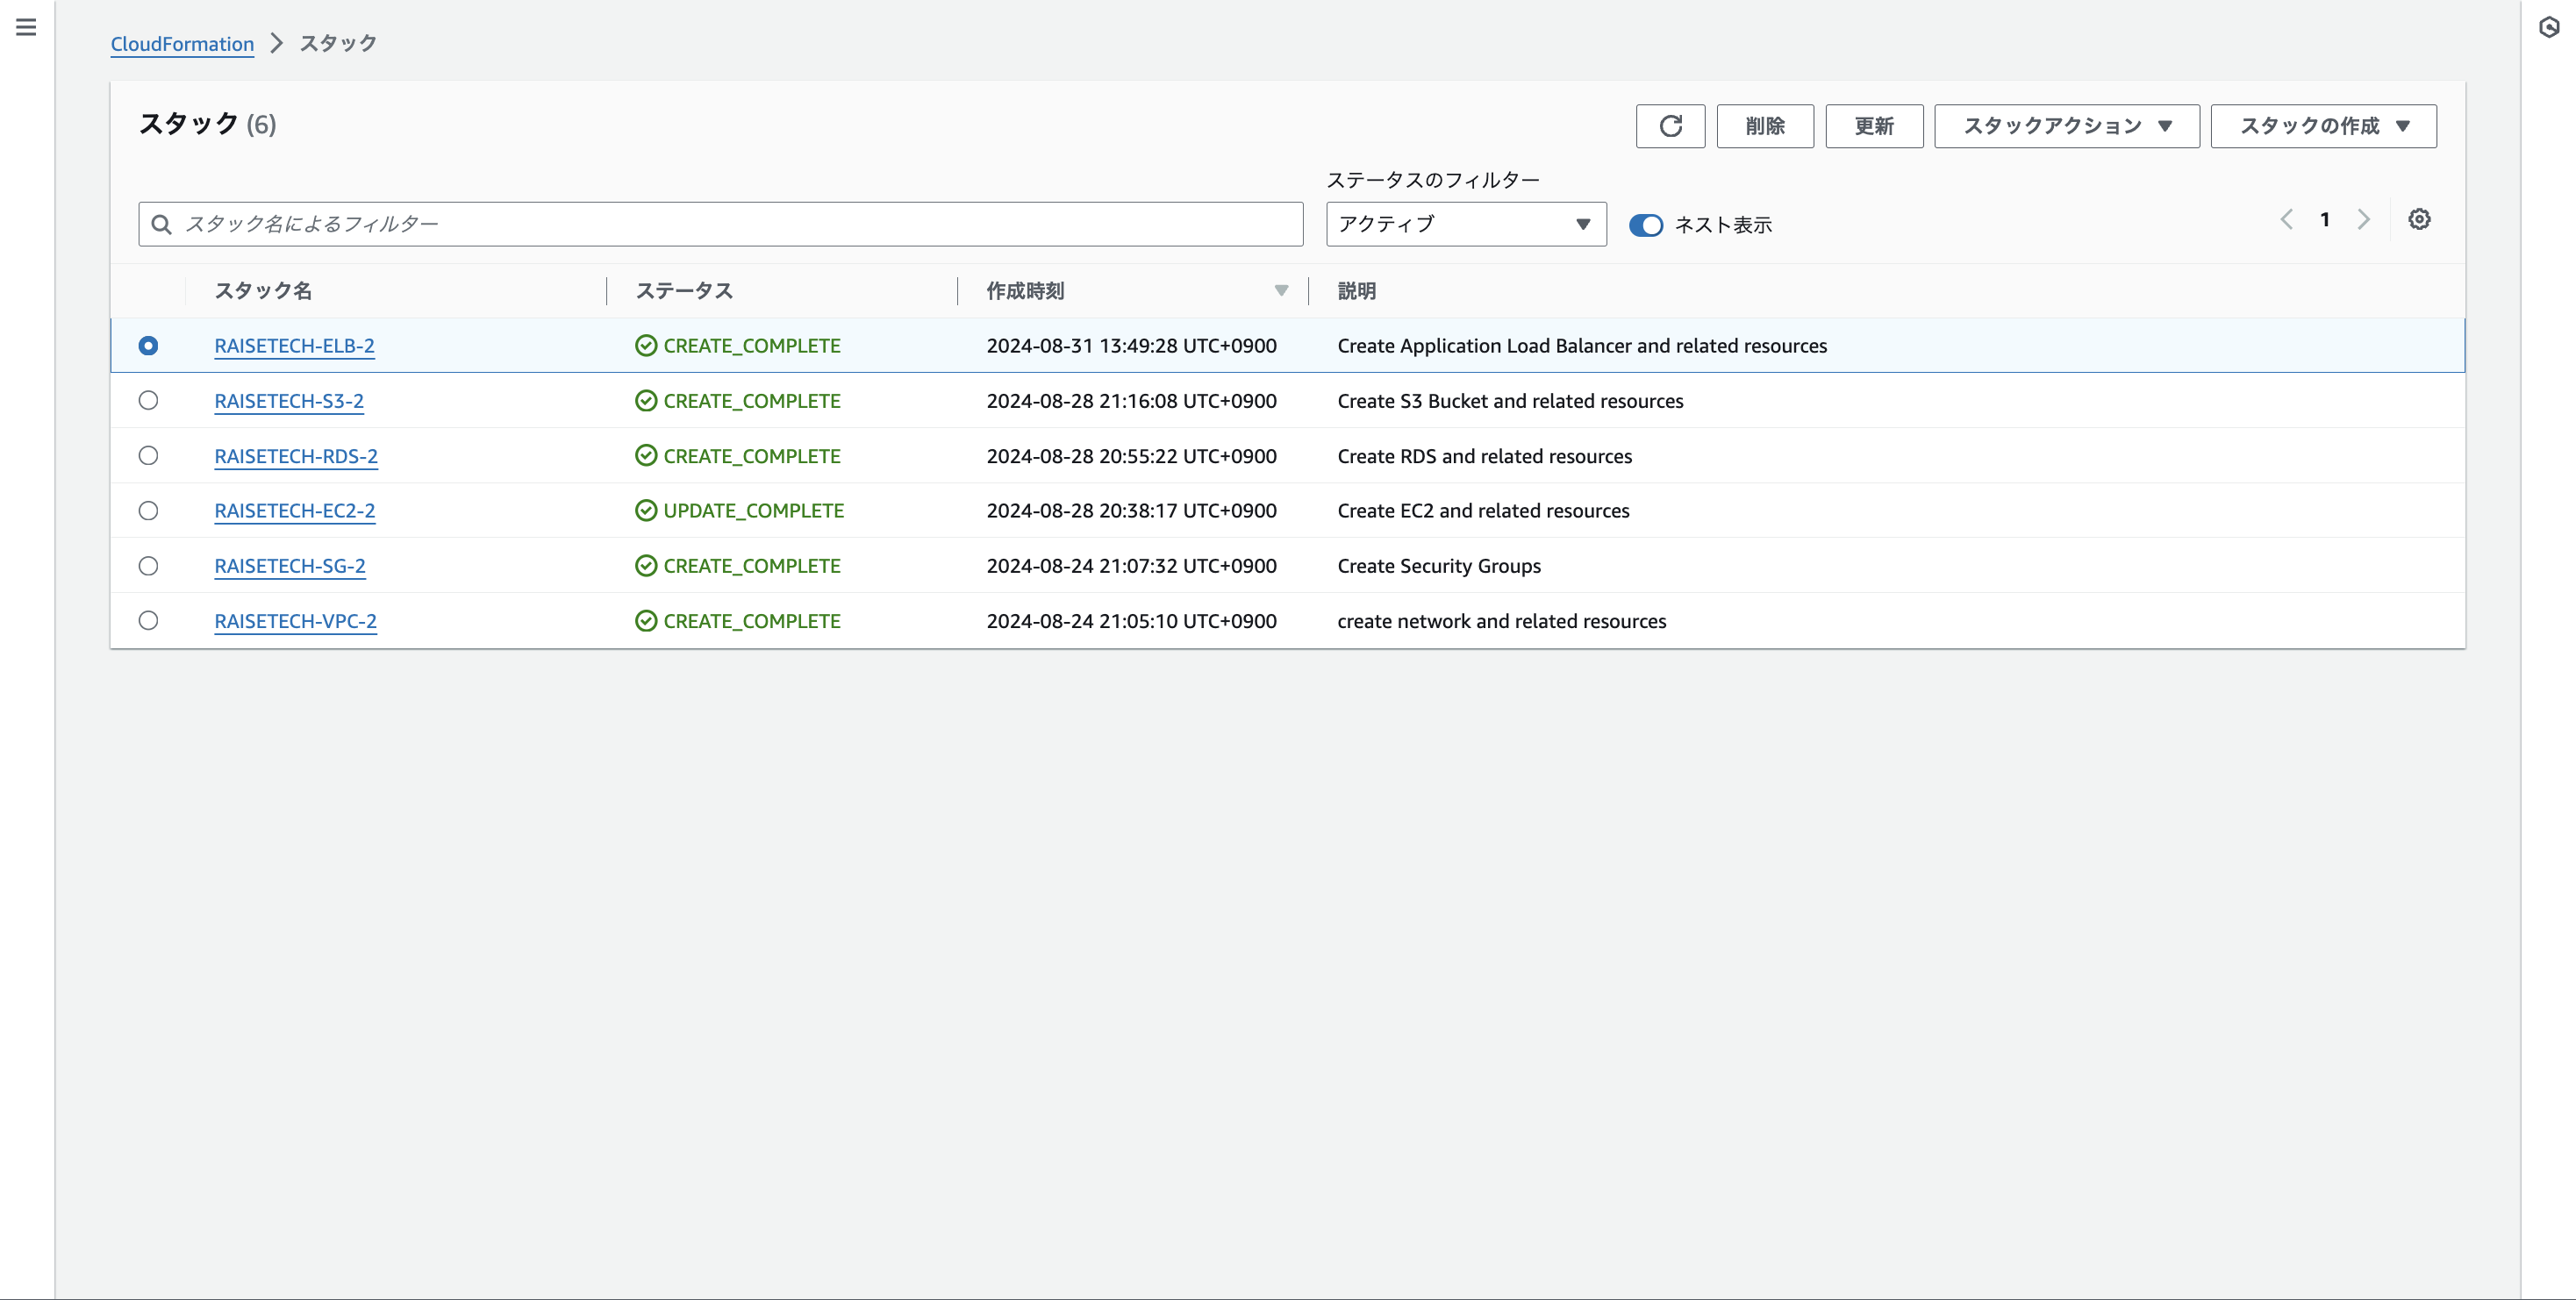 CloudFormation スタック
スタック (6)
削除 更新 スタックアクション スタックの作成
ステータスのフィルター
スタック名によるフィルター アクティブ ネスト表示 1
スタック名 ステータス 作成時刻 説明
RAISETECH-ELB-2 CREATE_COMPLETE 2024-08-31 13:49:28 UTC+0900 Create Application Load Balancer and related resources
RAISETECH-S3-2 CREATE_COMPLETE 2024-08-28 21:16:08 UTC+0900 Create S3 Bucket and related resources
RAISETECH-RDS-2 CREATE_COMPLETE 2024-08-28 20:55:22 UTC+0900 Create RDS and related resources
RAISETECH-EC2-2 UPDATE_COMPLETE 2024-08-28 20:38:17 UTC+0900 Create EC2 and related resources
RAISETECH-SG-2 CREATE_COMPLETE 2024-08-24 21:07:32 UTC+0900 Create Security Groups
RAISETECH-VPC-2 CREATE_COMPLETE 2024-08-24 21:05:10 UTC+0900 create network and related resources